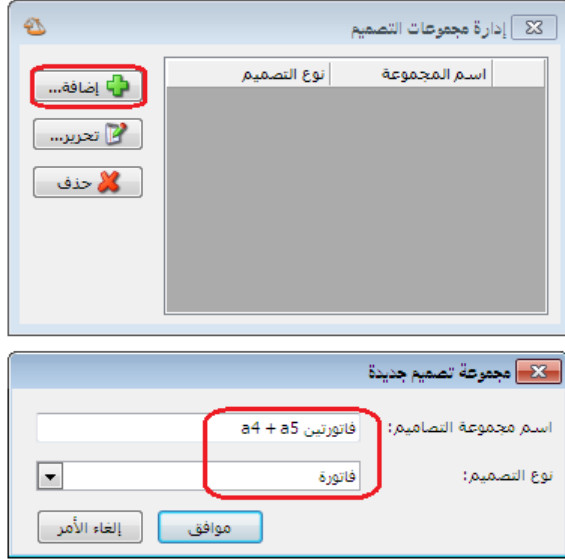 إدارة مجموعات التصميم
اسم المجموعة نوع التصميم
إضافة...
تحرير...
حذف
مجموعة تصميم جديدة
اسم مجموعة التصاميم: فاتورتين a4 + a5
نوع التصميم: فاتورة
موافق إلغاء الأمر